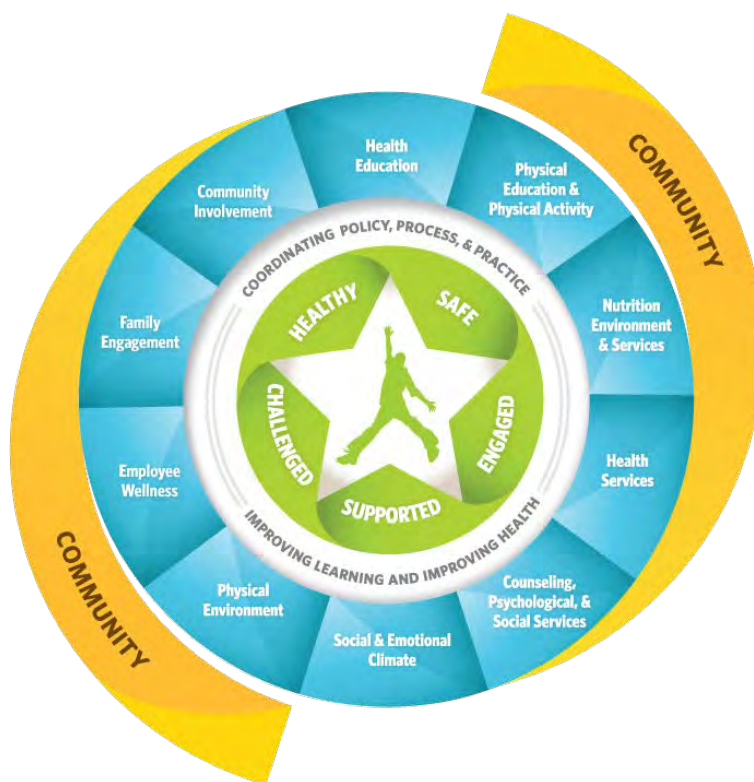 COMMUNITY
Health
Education
Physical
Education &
Physical Activity
Nutrition
Environment
& Services
Health
Services
Counseling,
Psychological, &
Social Services
Social & Emotional
Climate
Physical
Environment
Employee
Wellness
Family
Engagement
Community
Involvement
COORDINATING POLICY, PROCESS, & PRACTICE
IMPROVING LEARNING AND IMPROVING HEALTH
HEALTHY
SAFE
ENGAGED
SUPPORTED
CHALLENGED
COMMUNITY